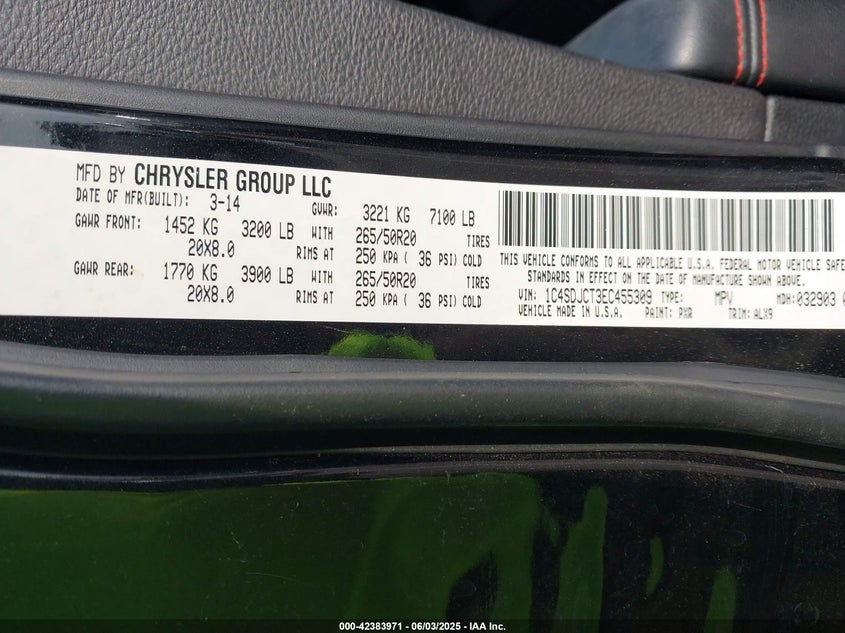 MFD BY CHRYSLER GROUP LLC
DATE OF MFR(BUILT): 3-14 GVWR: 3221 KG 7100 LB
GAWR FRONT: 1452 KG 3200 LB WITH 265/50R20 TIRES
20X8.0 RIMS AT 250 KPA ( 36 PSI) COLD
GAWR REAR: 1770 KG 3900 LB WITH 265/50R20 TIRES
20X8.0 RIMS AT 250 KPA ( 36 PSI) COLD
THIS VEHICLE CONFORMS TO ALL APPLICABLE U.S.A. FEDERAL MOTOR VEHICLE SAFE
STANDARDS IN EFFECT ON THE DATE OF MANUFACTURE SHOWN ABOVE.
VIN: 1C4SDJCT3EC455309 TYPE: MPV MDH: 032903
VEHICLE MADE IN U.S.A. PAINT: PXR TRIM: ALX9
000-42383971 - 06/03/2025 - IAA Inc.